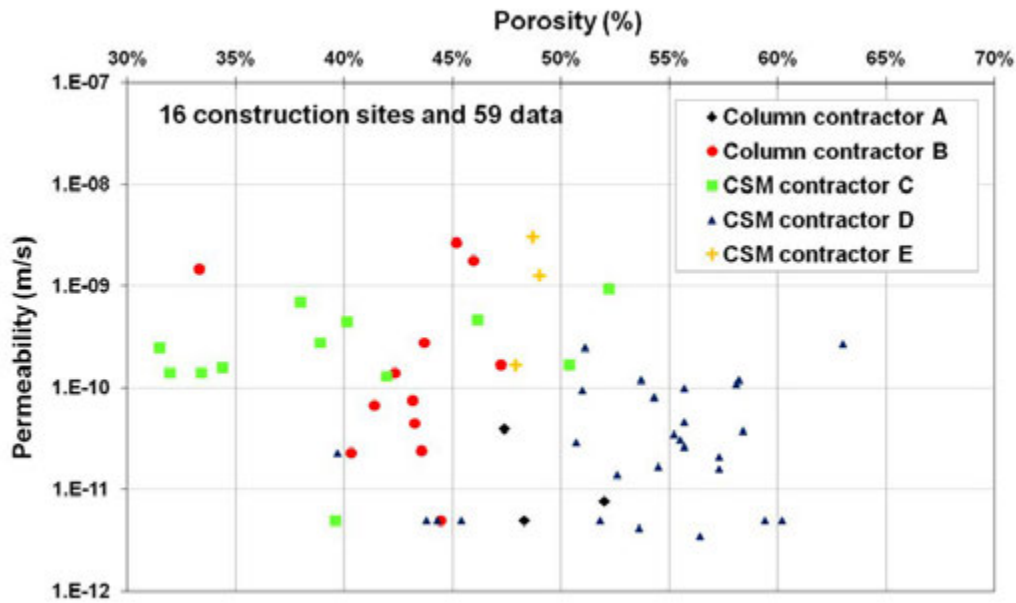 Porosity (%)
30% 35% 40% 45% 50% 55% 60% 65% 70%
1.E-07
16 construction sites and 59 data
Column contractor A
Column contractor B
CSM contractor C
CSM contractor D
CSM contractor E
1.E-08
1.E-09
1.E-10
1.E-11
1.E-12
Permeability (m/s)